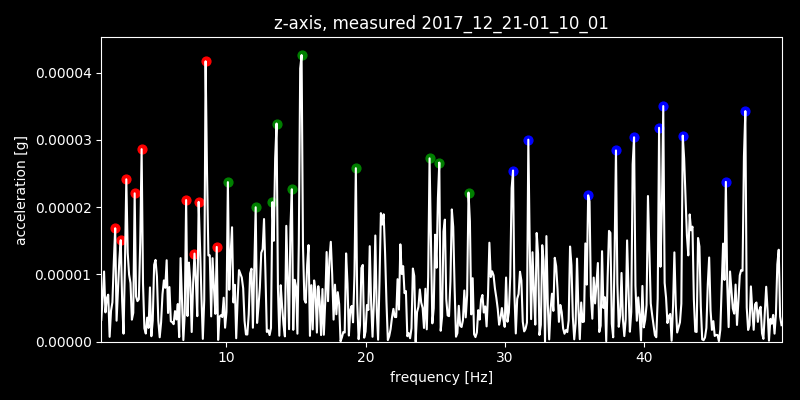 z-axis, measured 2017_12_21-01_10_01
0.00004
0.00003
0.00002
0.00001
0.00000
acceleration [g]
10 20 30 40
frequency [Hz]